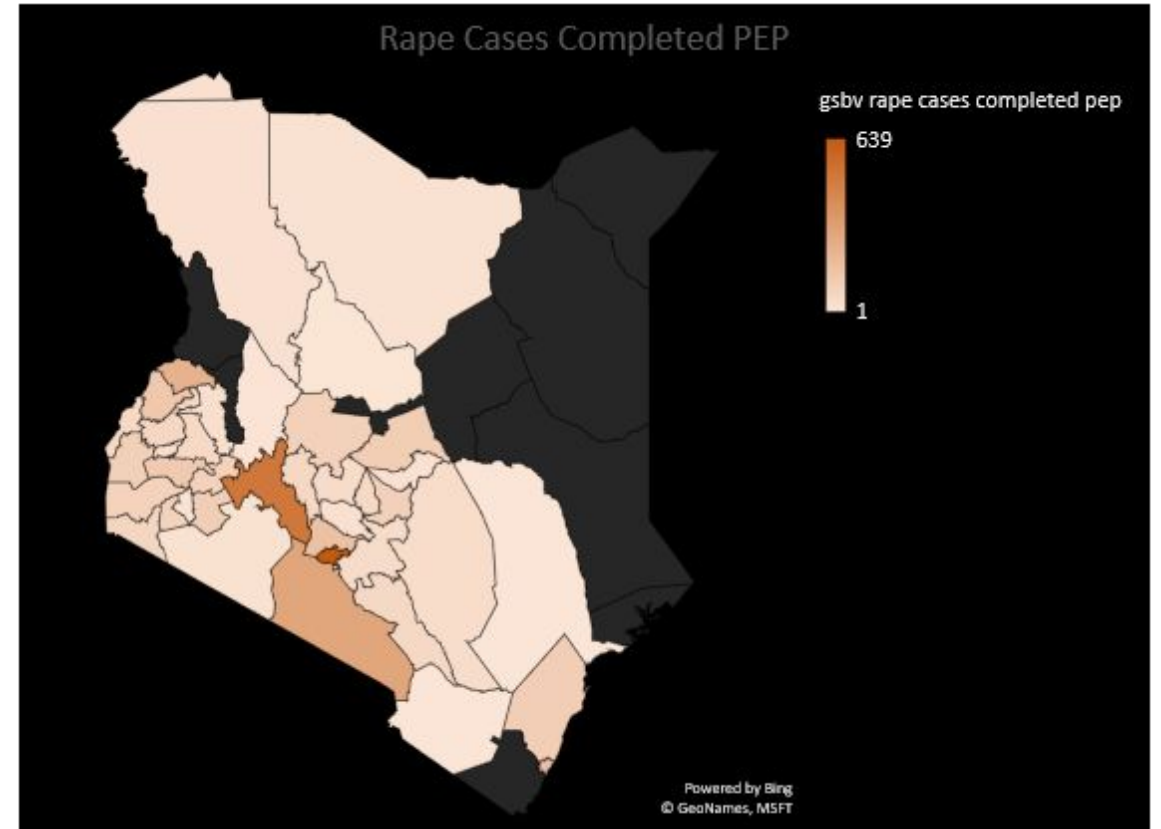 Rape Cases Completed PEP
gsbv rape cases completed pep
639
1
Powered by Bing
© GeoNames, MSFT